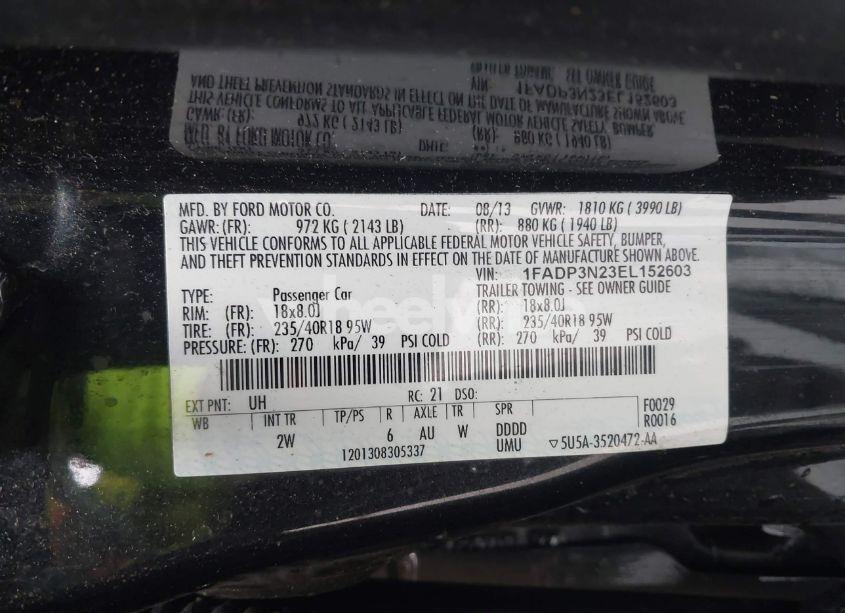 MFD. BY FORD MOTOR CO. DATE: 08/13 GVWR: 1810 KG ( 3990 LB)
GAWR: (FR): 972 KG ( 2143 LB) (RR): 880 KG ( 1940 LB)
THIS VEHICLE CONFORMS TO ALL APPLICABLE FEDERAL MOTOR VEHICLE SAFETY, BUMPER,
AND THEFT PREVENTION STANDARDS IN EFFECT ON THE DATE OF MANUFACTURE SHOWN ABOVE.
VIN: 1FADP3N23EL152603
TYPE: Passenger Car TRAILER TOWING - SEE OWNER GUIDE
RIM: (FR): 18x8.0J (RR): 18x8.0J
TIRE: (FR): 235/40R18 95W (RR): 235/40R18 95W
PRESSURE: (FR): 270 kPa/ 39 PSI COLD (RR): 270 kPa/ 39 PSI COLD
EXT PNT: UH RC: 21 DSO:
WB INT TR TP/PS R AXLE TR SPR F0029
R0016
2W 6 AU W DDDD
1201308305337 UMU ▽5U5A-3520472-AA